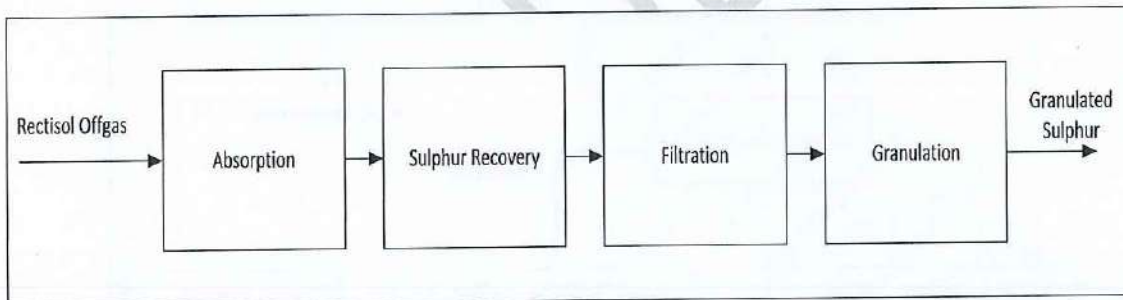 Rectisol Offgas
Absorption
Sulphur Recovery
Filtration
Granulation
Granulated
Sulphur